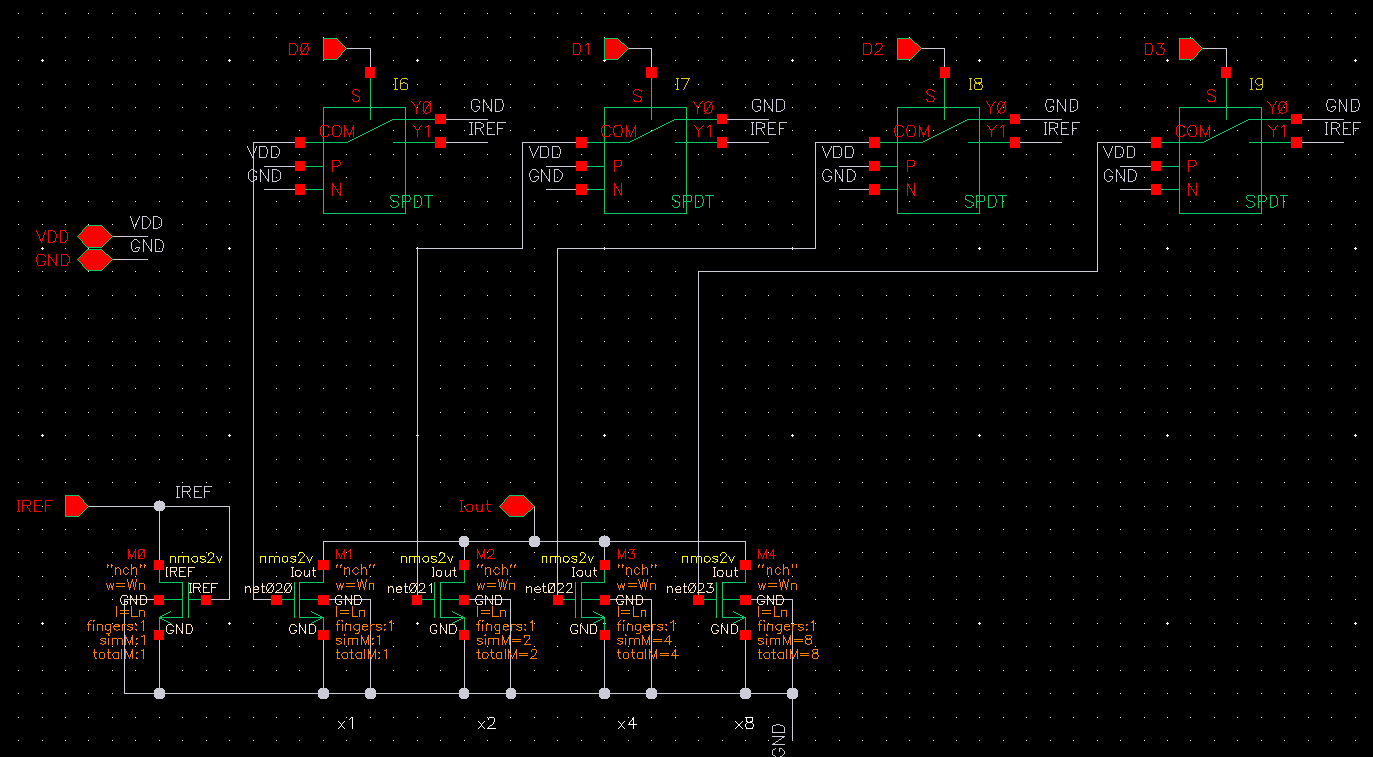 D0
D1
D2
D3
I6
I7
I8
I9
S
S
S
S
Y0
GND
Y0
GND
Y0
GND
Y0
GND
COM
Y1
IREF
COM
Y1
IREF
COM
Y1
IREF
COM
Y1
IREF
VDD
P
VDD
P
VDD
P
VDD
P
GND
N
GND
N
GND
N
GND
N
SPDT
SPDT
SPDT
SPDT
VDD
VDD
GND
GND
IREF
IREF
Iout
M0
nmos2v
"nch"
IREF
w=Wn
IREF
GND
l=Ln
GND
fingers:1
simM:1
totalM:1
nmos2v
M1
Iout
"nch"
w=Wn
net020
GND
l=Ln
GND
fingers:1
simM:1
totalM:1
nmos2v
M2
Iout
"nch"
w=Wn
net021
GND
l=Ln
GND
fingers:1
simM=2
totalM=2
nmos2v
M3
Iout
"nch"
w=Wn
net022
GND
l=Ln
GND
fingers:1
simM=4
totalM=4
nmos2v
M4
Iout
"nch"
w=Wn
net023
GND
l=Ln
GND
fingers:1
simM=8
totalM=8
x1
x2
x4
x8
GND